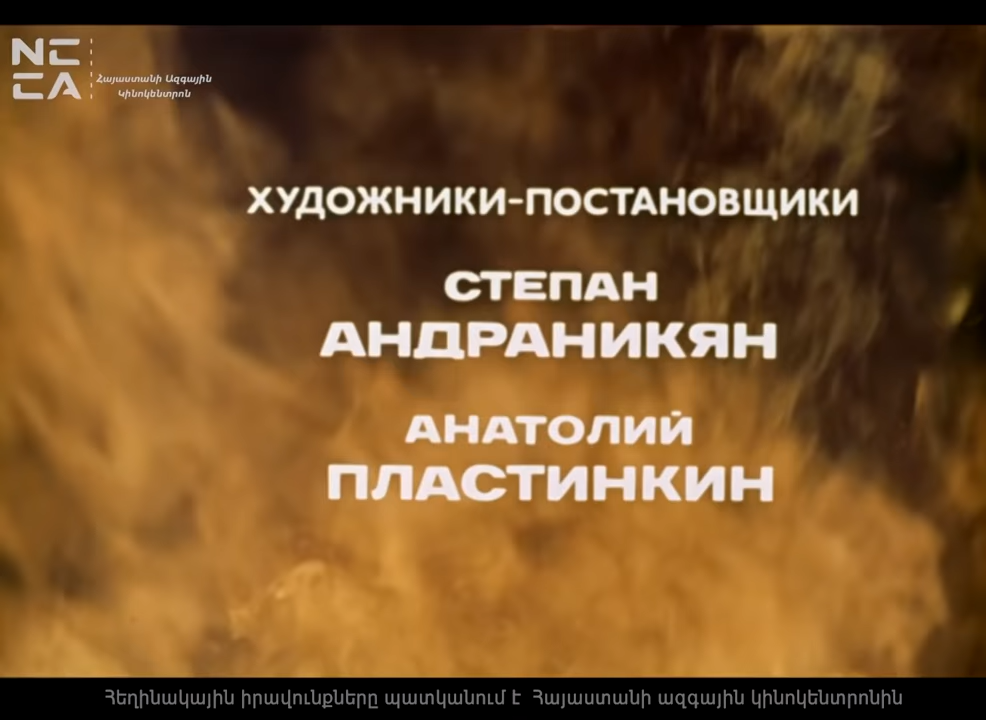 NC
CA
Հայաստանի Ազգային
Կինոկենտրոն
ХУДОЖНИКИ-ПОСТАНОВЩИКИ
СТЕПАН
АНДРАНИКЯН
АНАТОЛИЙ
ПЛАСТИНКИН
Հեղինակային իրավունքները պատկանում է Հայաստանի ազգային կինոկենտրոնին